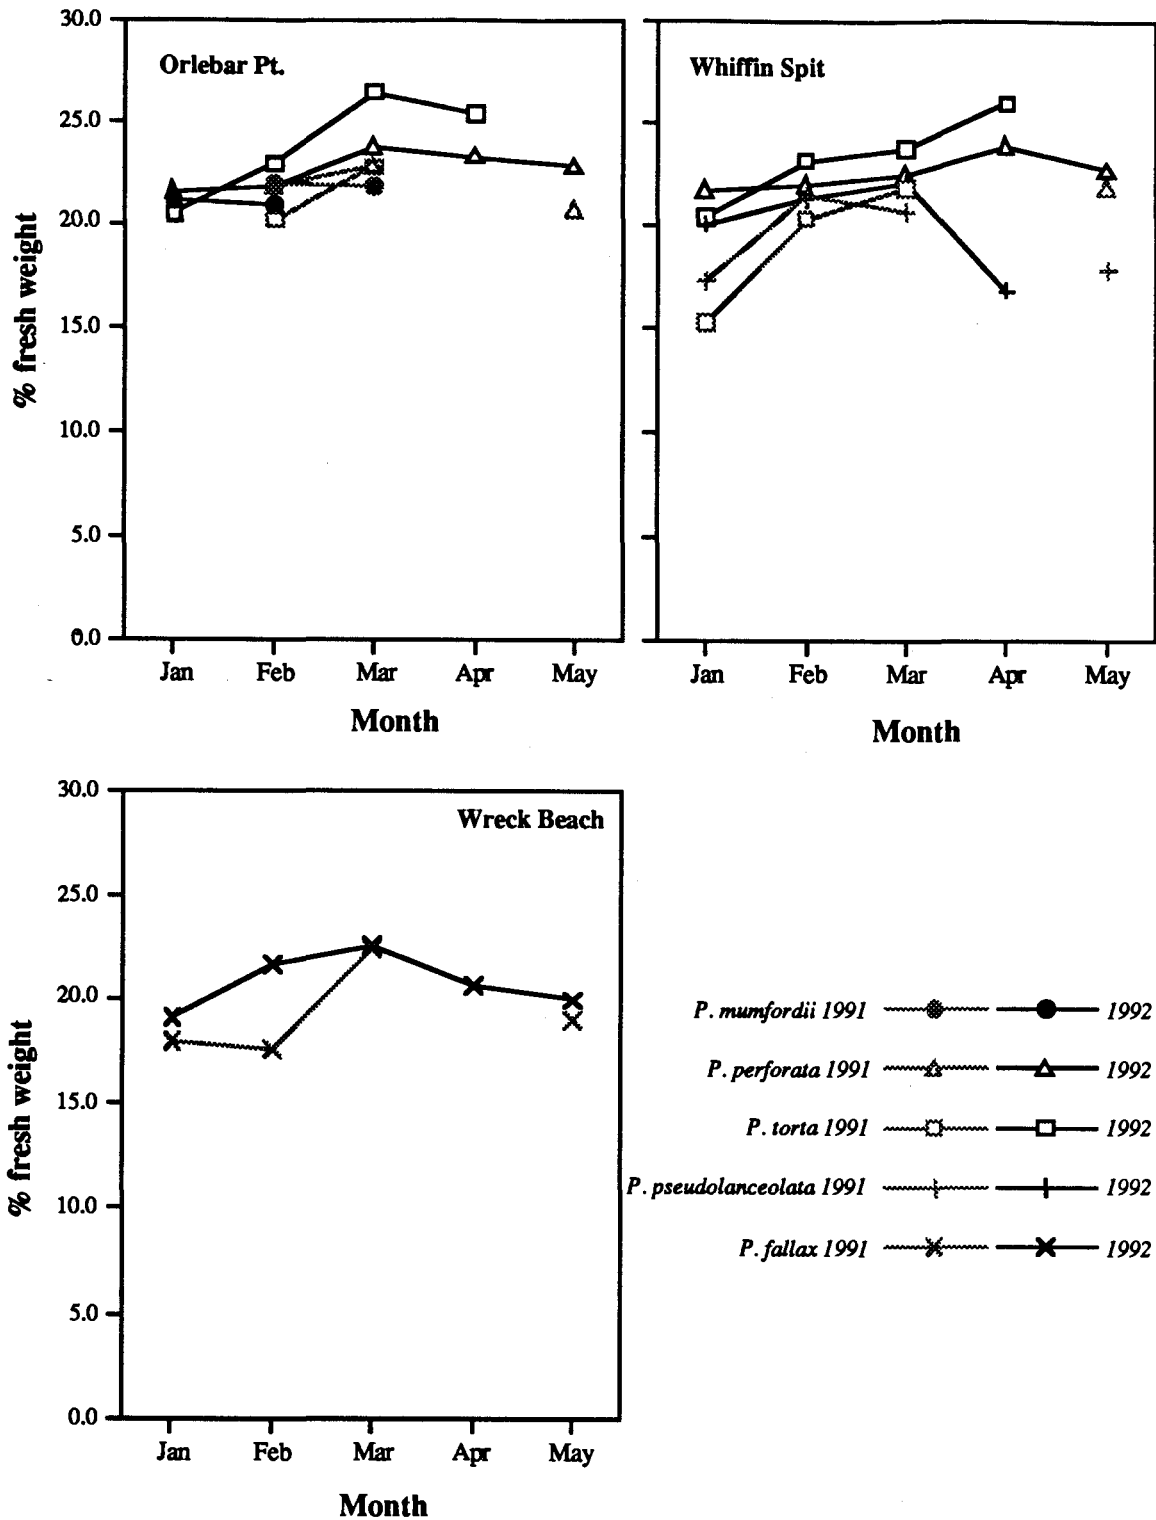 30.0
Orlebar Pt.
Whiffin Spit
25.0
20.0
15.0
10.0
5.0
0.0
% fresh weight
Jan Feb Mar Apr May
Jan Feb Mar Apr May
Month
Month
30.0
Wreck Beach
25.0
20.0
15.0
10.0
5.0
0.0
% fresh weight
Jan Feb Mar Apr May
Month
P. mumfordii 1991 1992
P. perforata 1991 1992
P. torta 1991 1992
P. pseudolanceolata 1991 1992
P. fallax 1991 1992